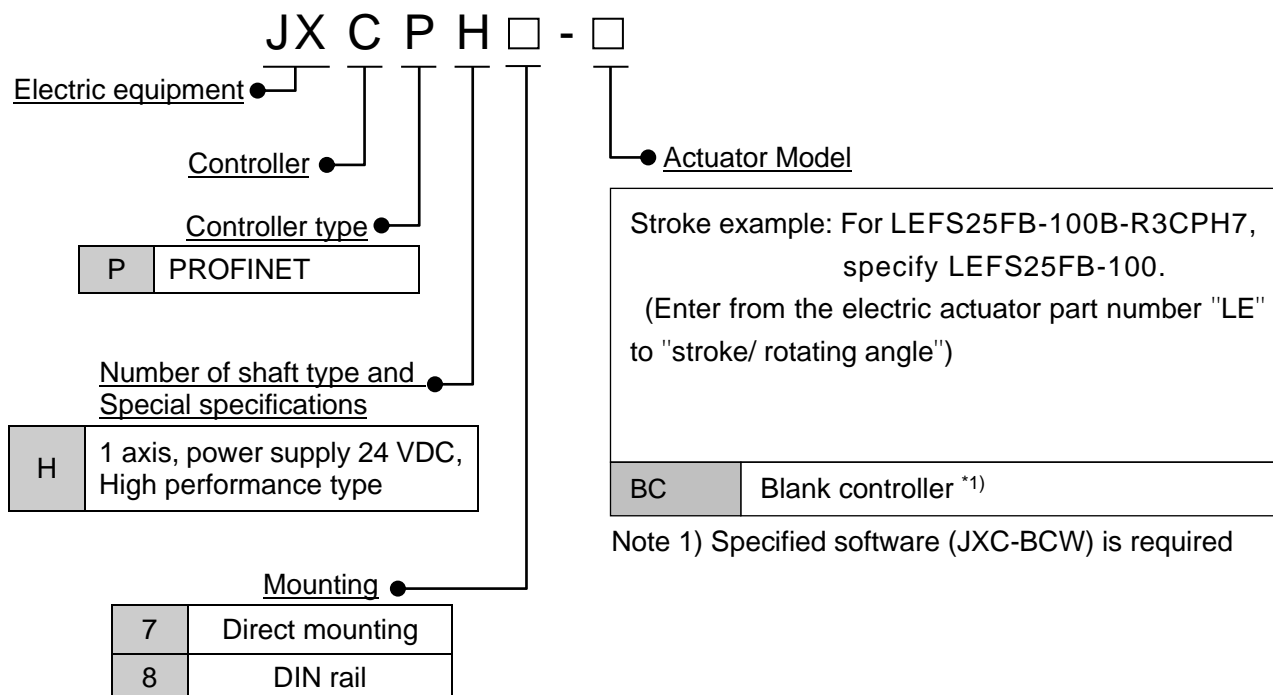 JX C P H □ - □
Electric equipment
Controller
Controller type
P PROFINET
Number of shaft type and
Special specifications
H 1 axis, power supply 24 VDC,
High performance type
Mounting
7 Direct mounting
8 DIN rail
Actuator Model
Stroke example: For LEFS25FB-100B-R3CPH7,
specify LEFS25FB-100.
(Enter from the electric actuator part number "LE"
to "stroke/ rotating angle")
BC Blank controller *1)
Note 1) Specified software (JXC-BCW) is required